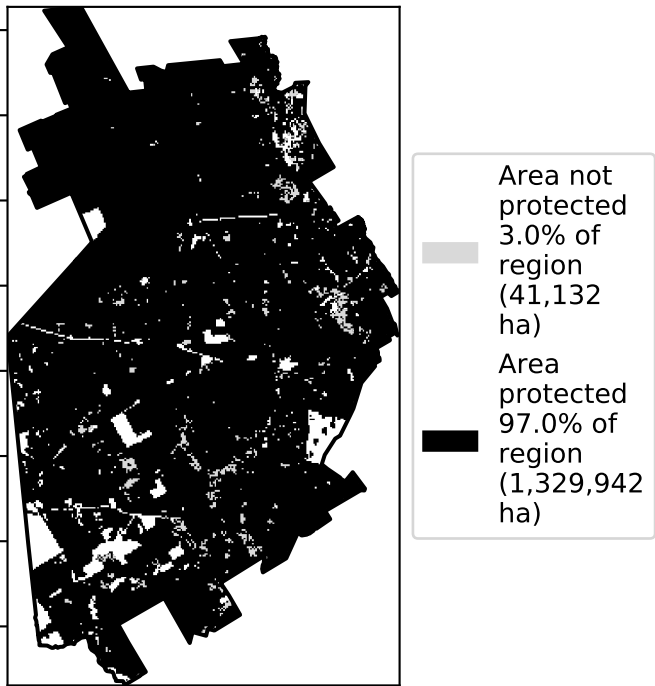 Area not
protected
3.0% of
region
(41,132
ha)
Area
protected
97.0% of
region
(1,329,942
ha)